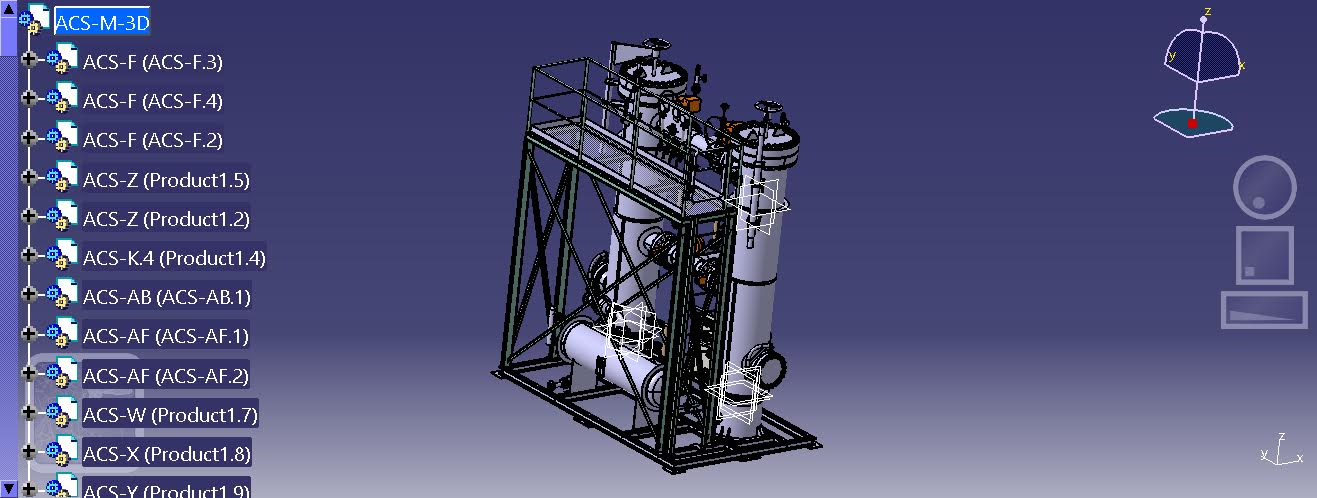 ACS-M-3D
ACS-F (ACS-F.3)
ACS-F (ACS-F.4)
ACS-F (ACS-F.2)
ACS-Z (Product1.5)
ACS-Z (Product1.2)
ACS-K.4 (Product1.4)
ACS-AB (ACS-AB.1)
ACS-AF (ACS-AF.1)
ACS-AF (ACS-AF.2)
ACS-W (Product1.7)
ACS-X (Product1.8)
ACS-Y (Product1.9)
z
y
x
z
y
x